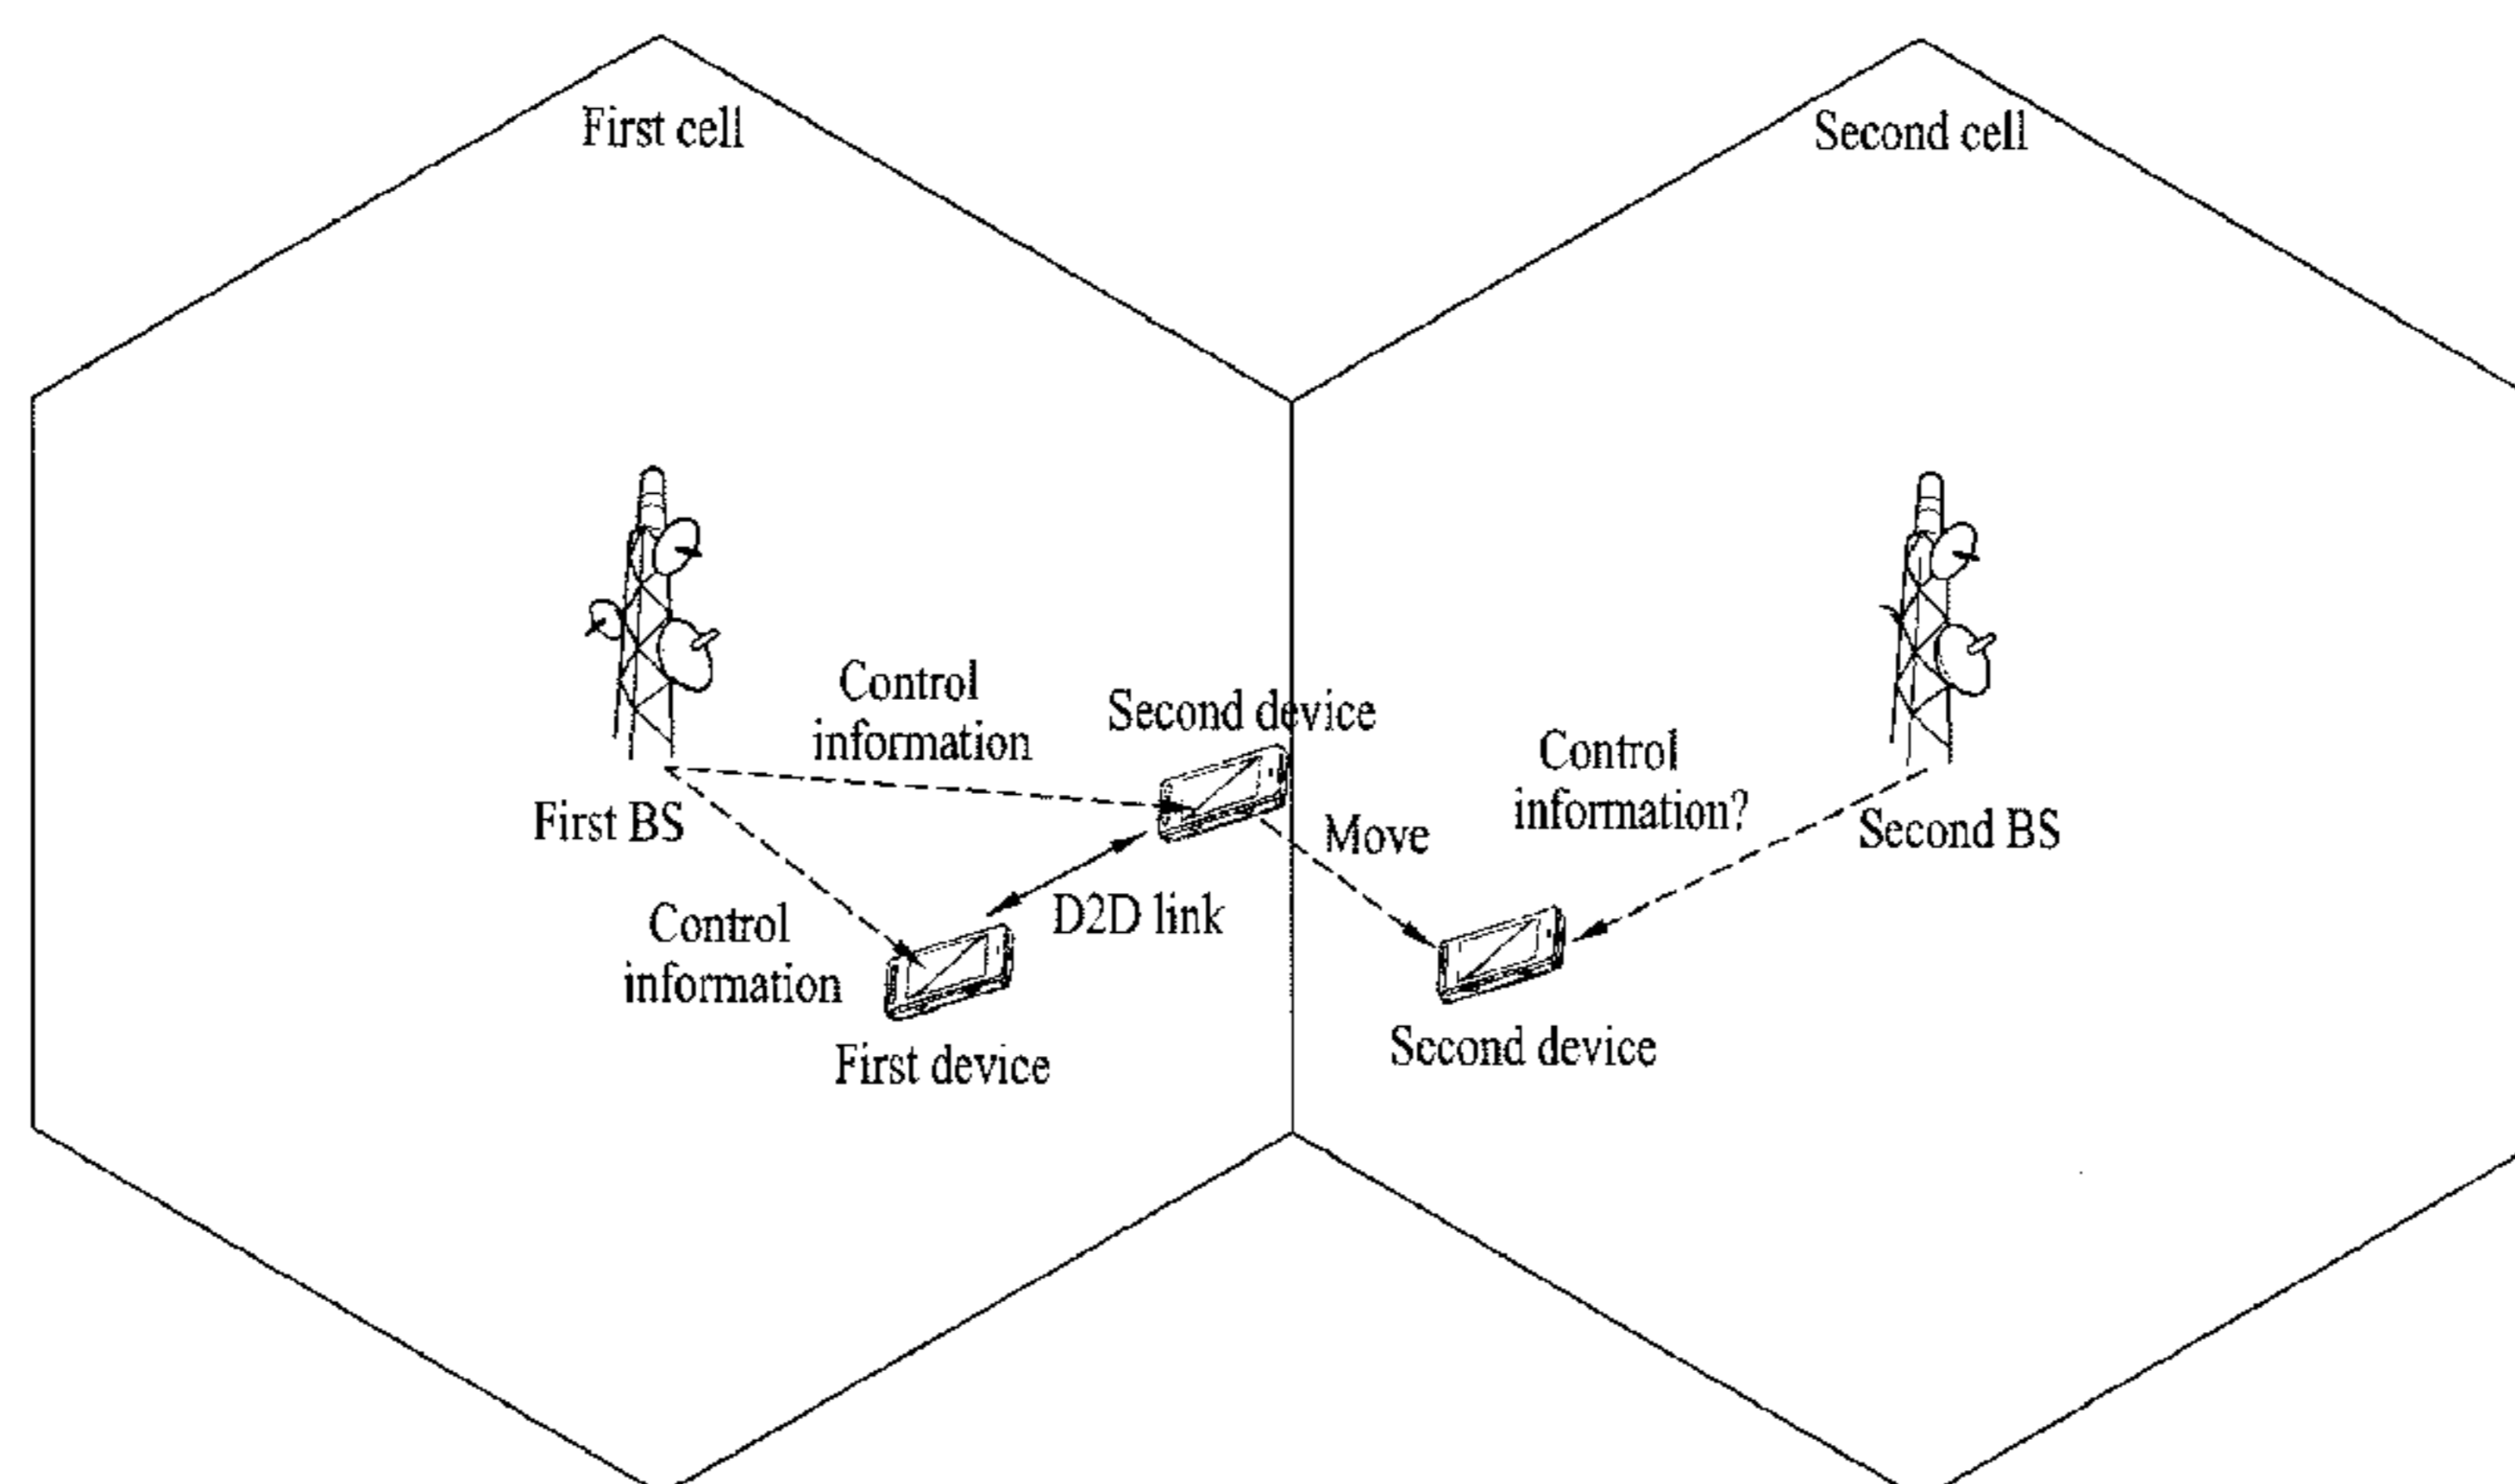 First cell
Second cell
Control
information
Second device
Control
information?
First BS
Move
Second BS
Control
information
D2D link
First device
Second device